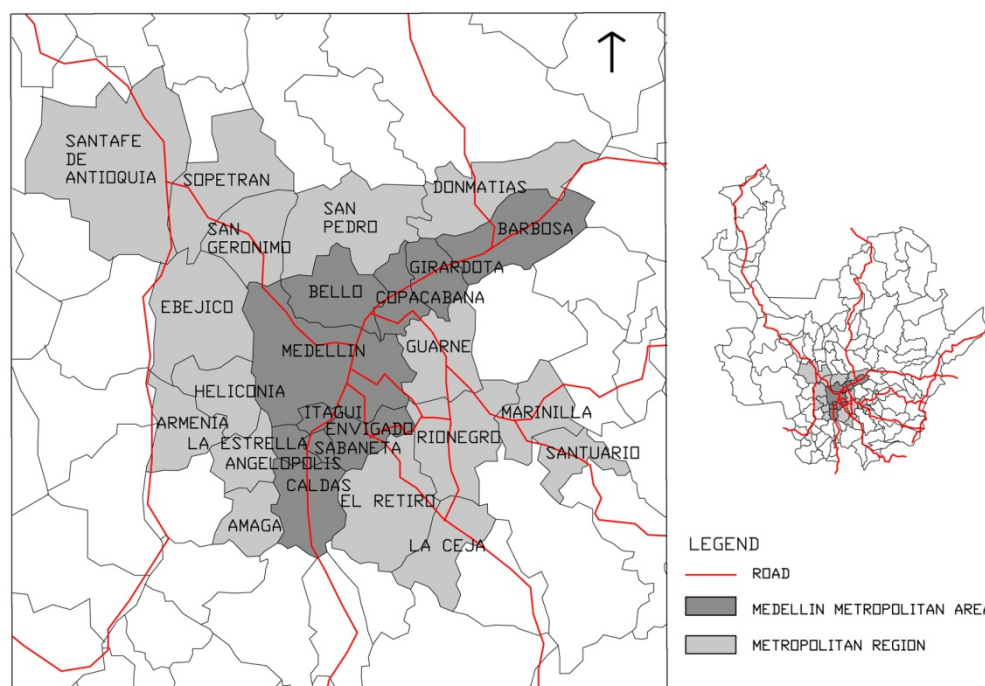 SANTAFE
DE
ANTIOQUIA
SOPETRAN
SAN
GERONIMO
SAN
PEDRO
DONMATIAS
BARBOSA
GIRARDOTA
COPACABANA
BELLO
EBEJICO
MEDELLIN
GUARNE
HELICONIA
ARMENIA
ITAGUI
ENVIGADO
LA ESTRELLA
SABANETA
RIONEGRO
MARINILLA
SANTUARIO
ANGELOPOLIS
CALDAS
EL RETIRO
AMAGA
LA CEJA
LEGEND
ROAD
MEDELLIN METROPOLITAN AREA
METROPOLITAN REGION